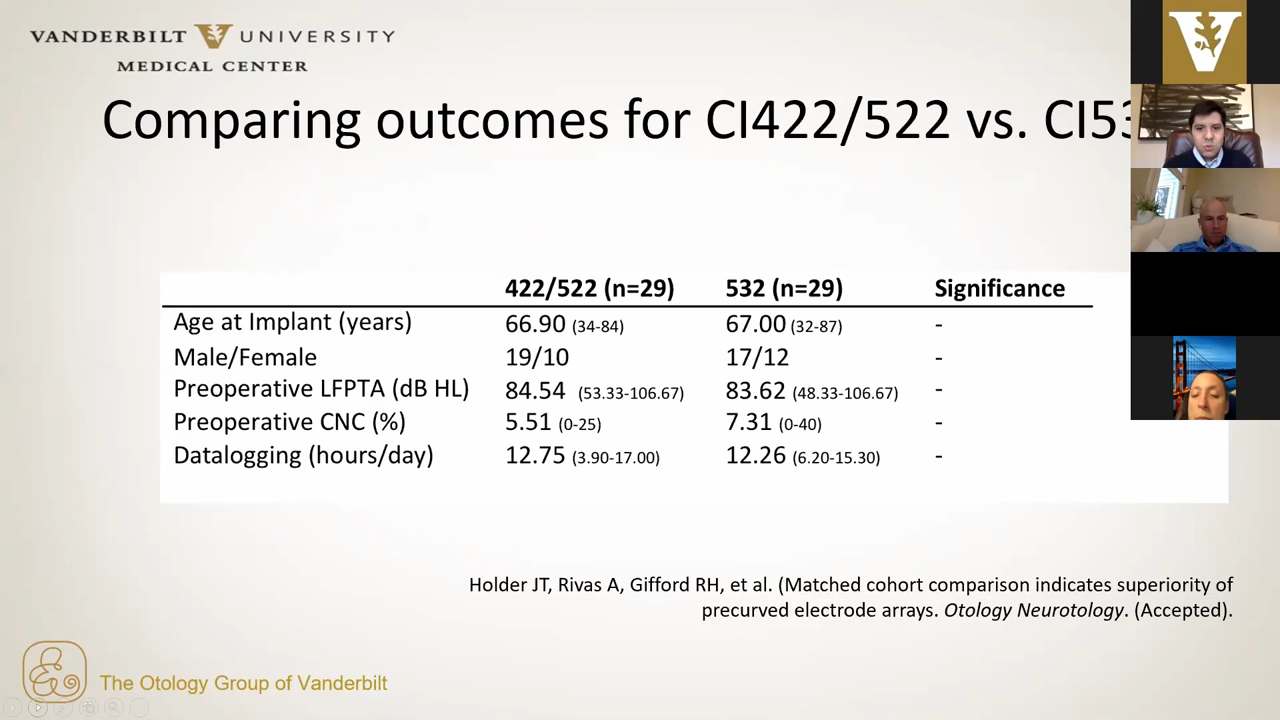 VANDERBILT UNIVERSITY
MEDICAL CENTER
Comparing outcomes for CI422/522 vs. CI53
422/522 (n=29) 532 (n=29) Significance
Age at Implant (years) 66.90 (34-84) 67.00 (32-87) -
Male/Female 19/10 17/12 -
Preoperative LFPTA (dB HL) 84.54 (53.33-106.67) 83.62 (48.33-106.67) -
Preoperative CNC (%) 5.51 (0-25) 7.31 (0-40) -
Datalogging (hours/day) 12.75 (3.90-17.00) 12.26 (6.20-15.30) -
Holder JT, Rivas A, Gifford RH, et al. (Matched cohort comparison indicates superiority of
precurved electrode arrays. Otology Neurotology. (Accepted).
The Otology Group of Vanderbilt